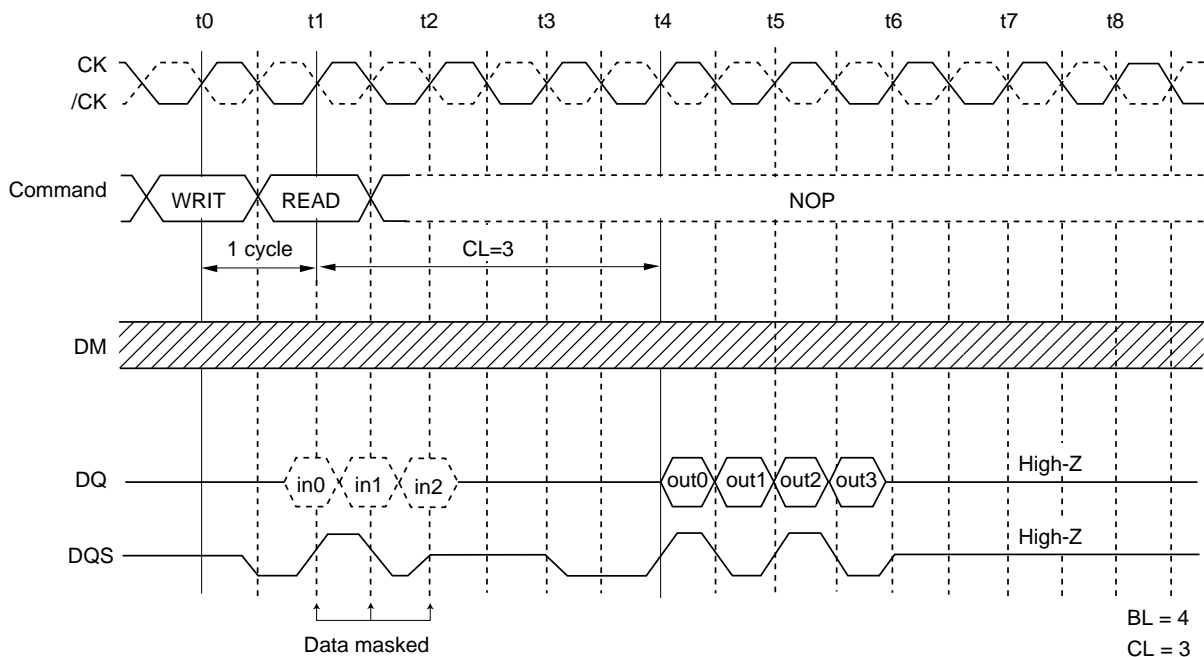 t0 t1 t2 t3 t4 t5 t6 t7 t8
CK
/CK
Command WRIT READ NOP
1 cycle CL=3
DM
DQ in0 in1 in2 out0 out1 out2 out3 High-Z
DQS High-Z
Data masked
BL = 4
CL = 3